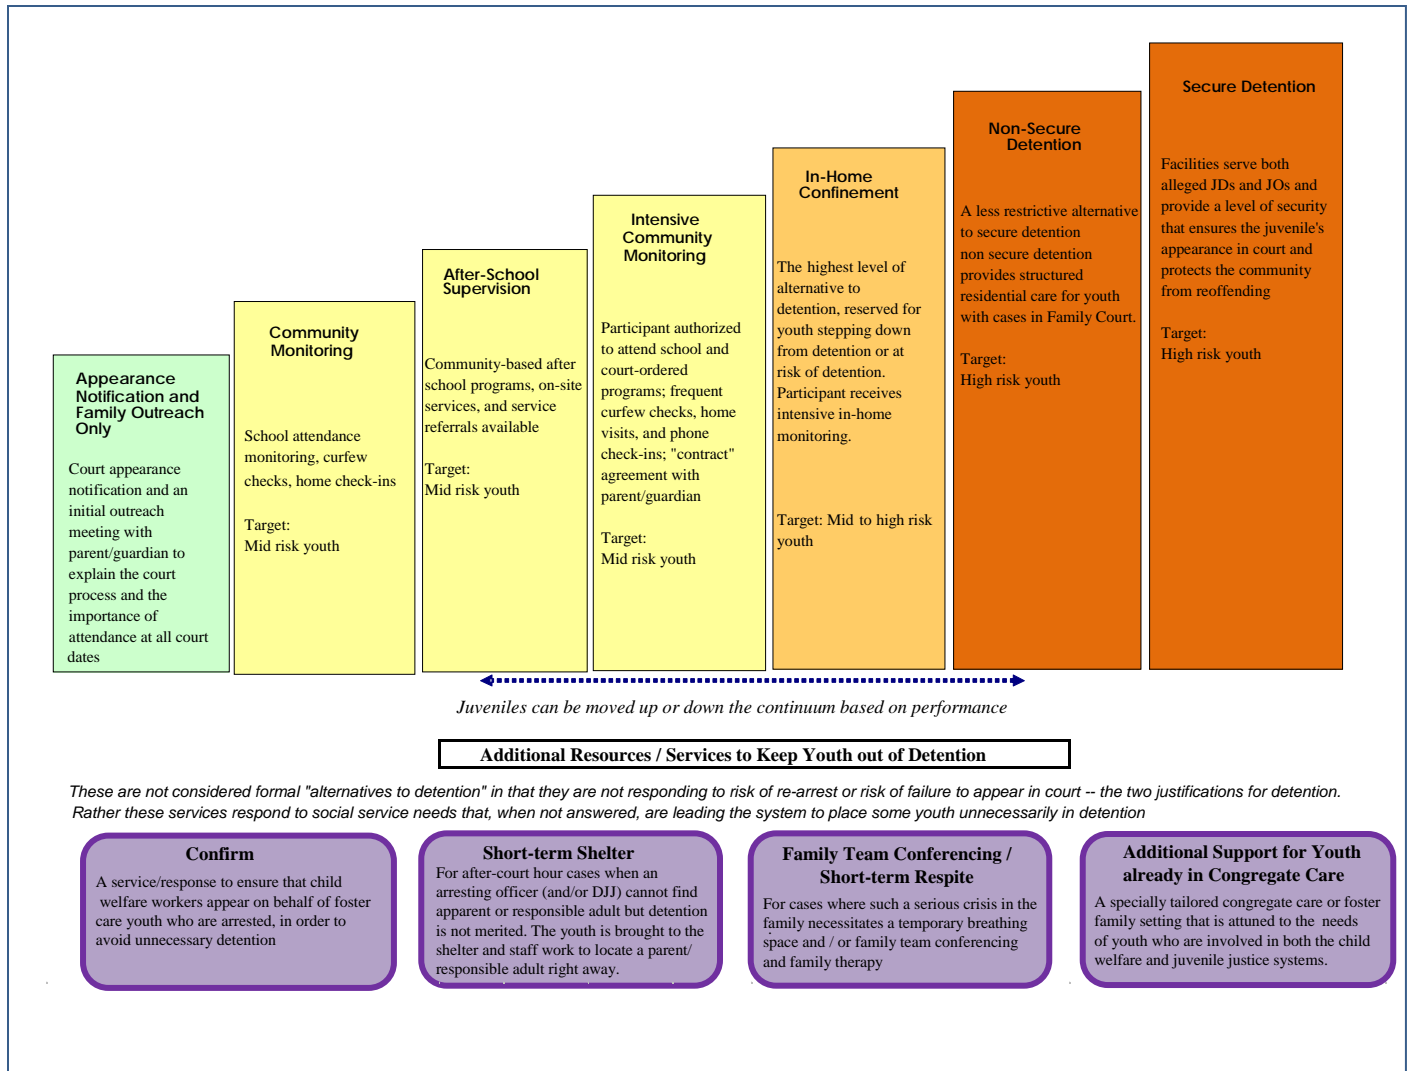 Appearance
Notification and
Family Outreach
Only
Court appearance
notification and an
initial outreach
meeting with
parent/guardian to
explain the court
process and the
importance of
attendance at all court
dates
Community
Monitoring
School attendance
monitoring, curfew
checks, home check-ins
Target:
Mid risk youth
After-School
Supervision
Community-based after
school programs, on-site
services, and service
referrals available
Target:
Mid risk youth
Intensive
Community
Monitoring
Participant authorized
to attend school and
court-ordered
programs; frequent
curfew checks, home
visits, and phone
check-ins; "contract"
agreement with
parent/guardian
Target:
Mid risk youth
In-Home
Confinement
The highest level of
alternative to
detention, reserved for
youth stepping down
from detention or at
risk of detention.
Participant receives
intensive in-home
monitoring.
Target: Mid to high risk
youth
Non-Secure
Detention
A less restrictive alternative
to secure detention
non secure detention
provides structured
residential care for youth
with cases in Family Court.
Target:
High risk youth
Secure Detention
Facilities serve both
alleged JDs and JOs and
provide a level of security
that ensures the juvenile's
appearance in court and
protects the community
from reoffending
Target:
High risk youth
Juveniles can be moved up or down the continuum based on performance
Additional Resources / Services to Keep Youth out of Detention
These are not considered formal "alternatives to detention" in that they are not responding to risk of re-arrest or risk of failure to appear in court -- the two justifications for detention.
Rather these services respond to social service needs that, when not answered, are leading the system to place some youth unnecessarily in detention
Confirm
A service/response to ensure that child
welfare workers appear on behalf of foster
care youth who are arrested, in order to
avoid unnecessary detention
Short-term Shelter
For after-court hour cases when an
arresting officer (and/or DJJ) cannot find
apparent or responsible adult but detention
is not merited. The youth is brought to the
shelter and staff work to locate a parent/
responsible adult right away.
Family Team Conferencing /
Short-term Respite
For cases where such a serious crisis in the
family necessitates a temporary breathing
space and / or family team conferencing
and family therapy
Additional Support for Youth
already in Congregate Care
A specially tailored congregate care or foster
family setting that is attuned to the needs
of youth who are involved in both the child
welfare and juvenile justice systems.